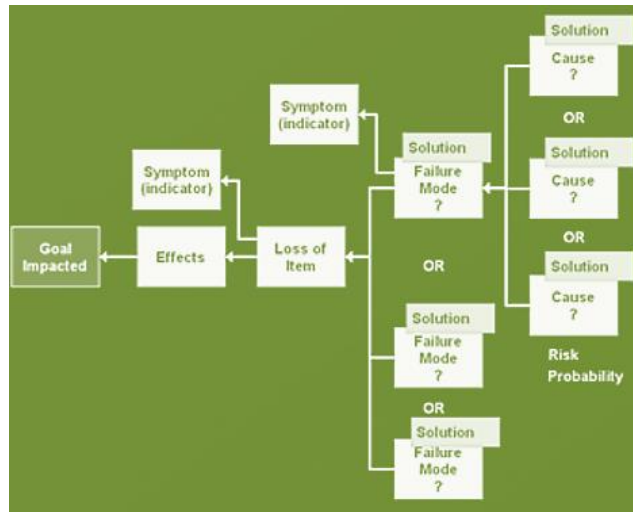 Solution
Cause
?
OR
Symptom
(indicator)
Solution
Failure
Mode
?
Solution
Cause
?
Symptom
(indicator)
OR
Goal
Impacted
Effects
Loss of
Item
OR
Solution
Cause
?
Solution
Failure
Mode
?
Risk
Probability
OR
Solution
Failure
Mode
?